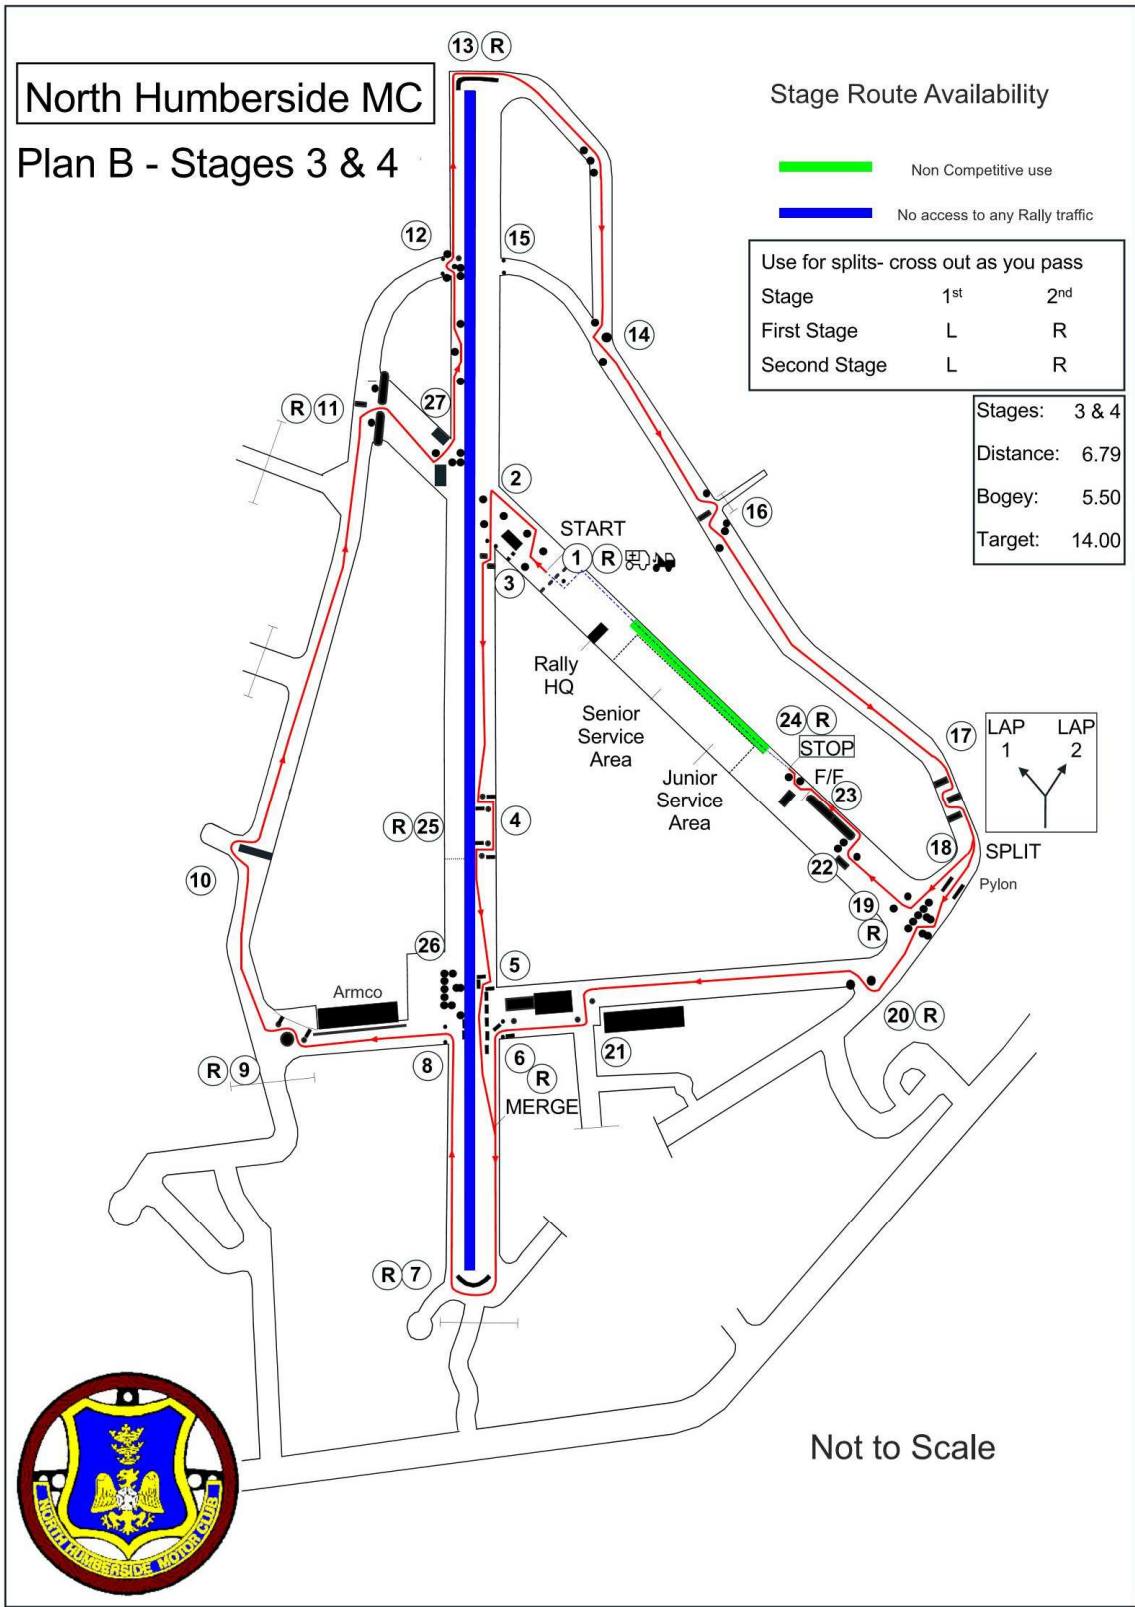 13 R
North Humberside MC
Plan B - Stages 3 & 4
Stage Route Availability
Non Competitive use
No access to any Rally traffic
Use for splits- cross out as you pass
Stage 1st 2nd
First Stage L R
Second Stage L R
Stages: 3 & 4
Distance: 6.79
Bogey: 5.50
Target: 14.00
12
15
14
R 11
27
2
16
START
1 R
3
Rally
HQ
Senior
Service
Area
Junior
Service
Area
24 R
STOP
F/F
23
17
LAP LAP
1 2
R 25
4
22
18
SPLIT
Pylon
10
19
R
26
5
Armco
20 R
21
R 9
8
6
R
MERGE
R 7
Not to Scale
NORTH HUMBERSIDE MOTOR CLUB